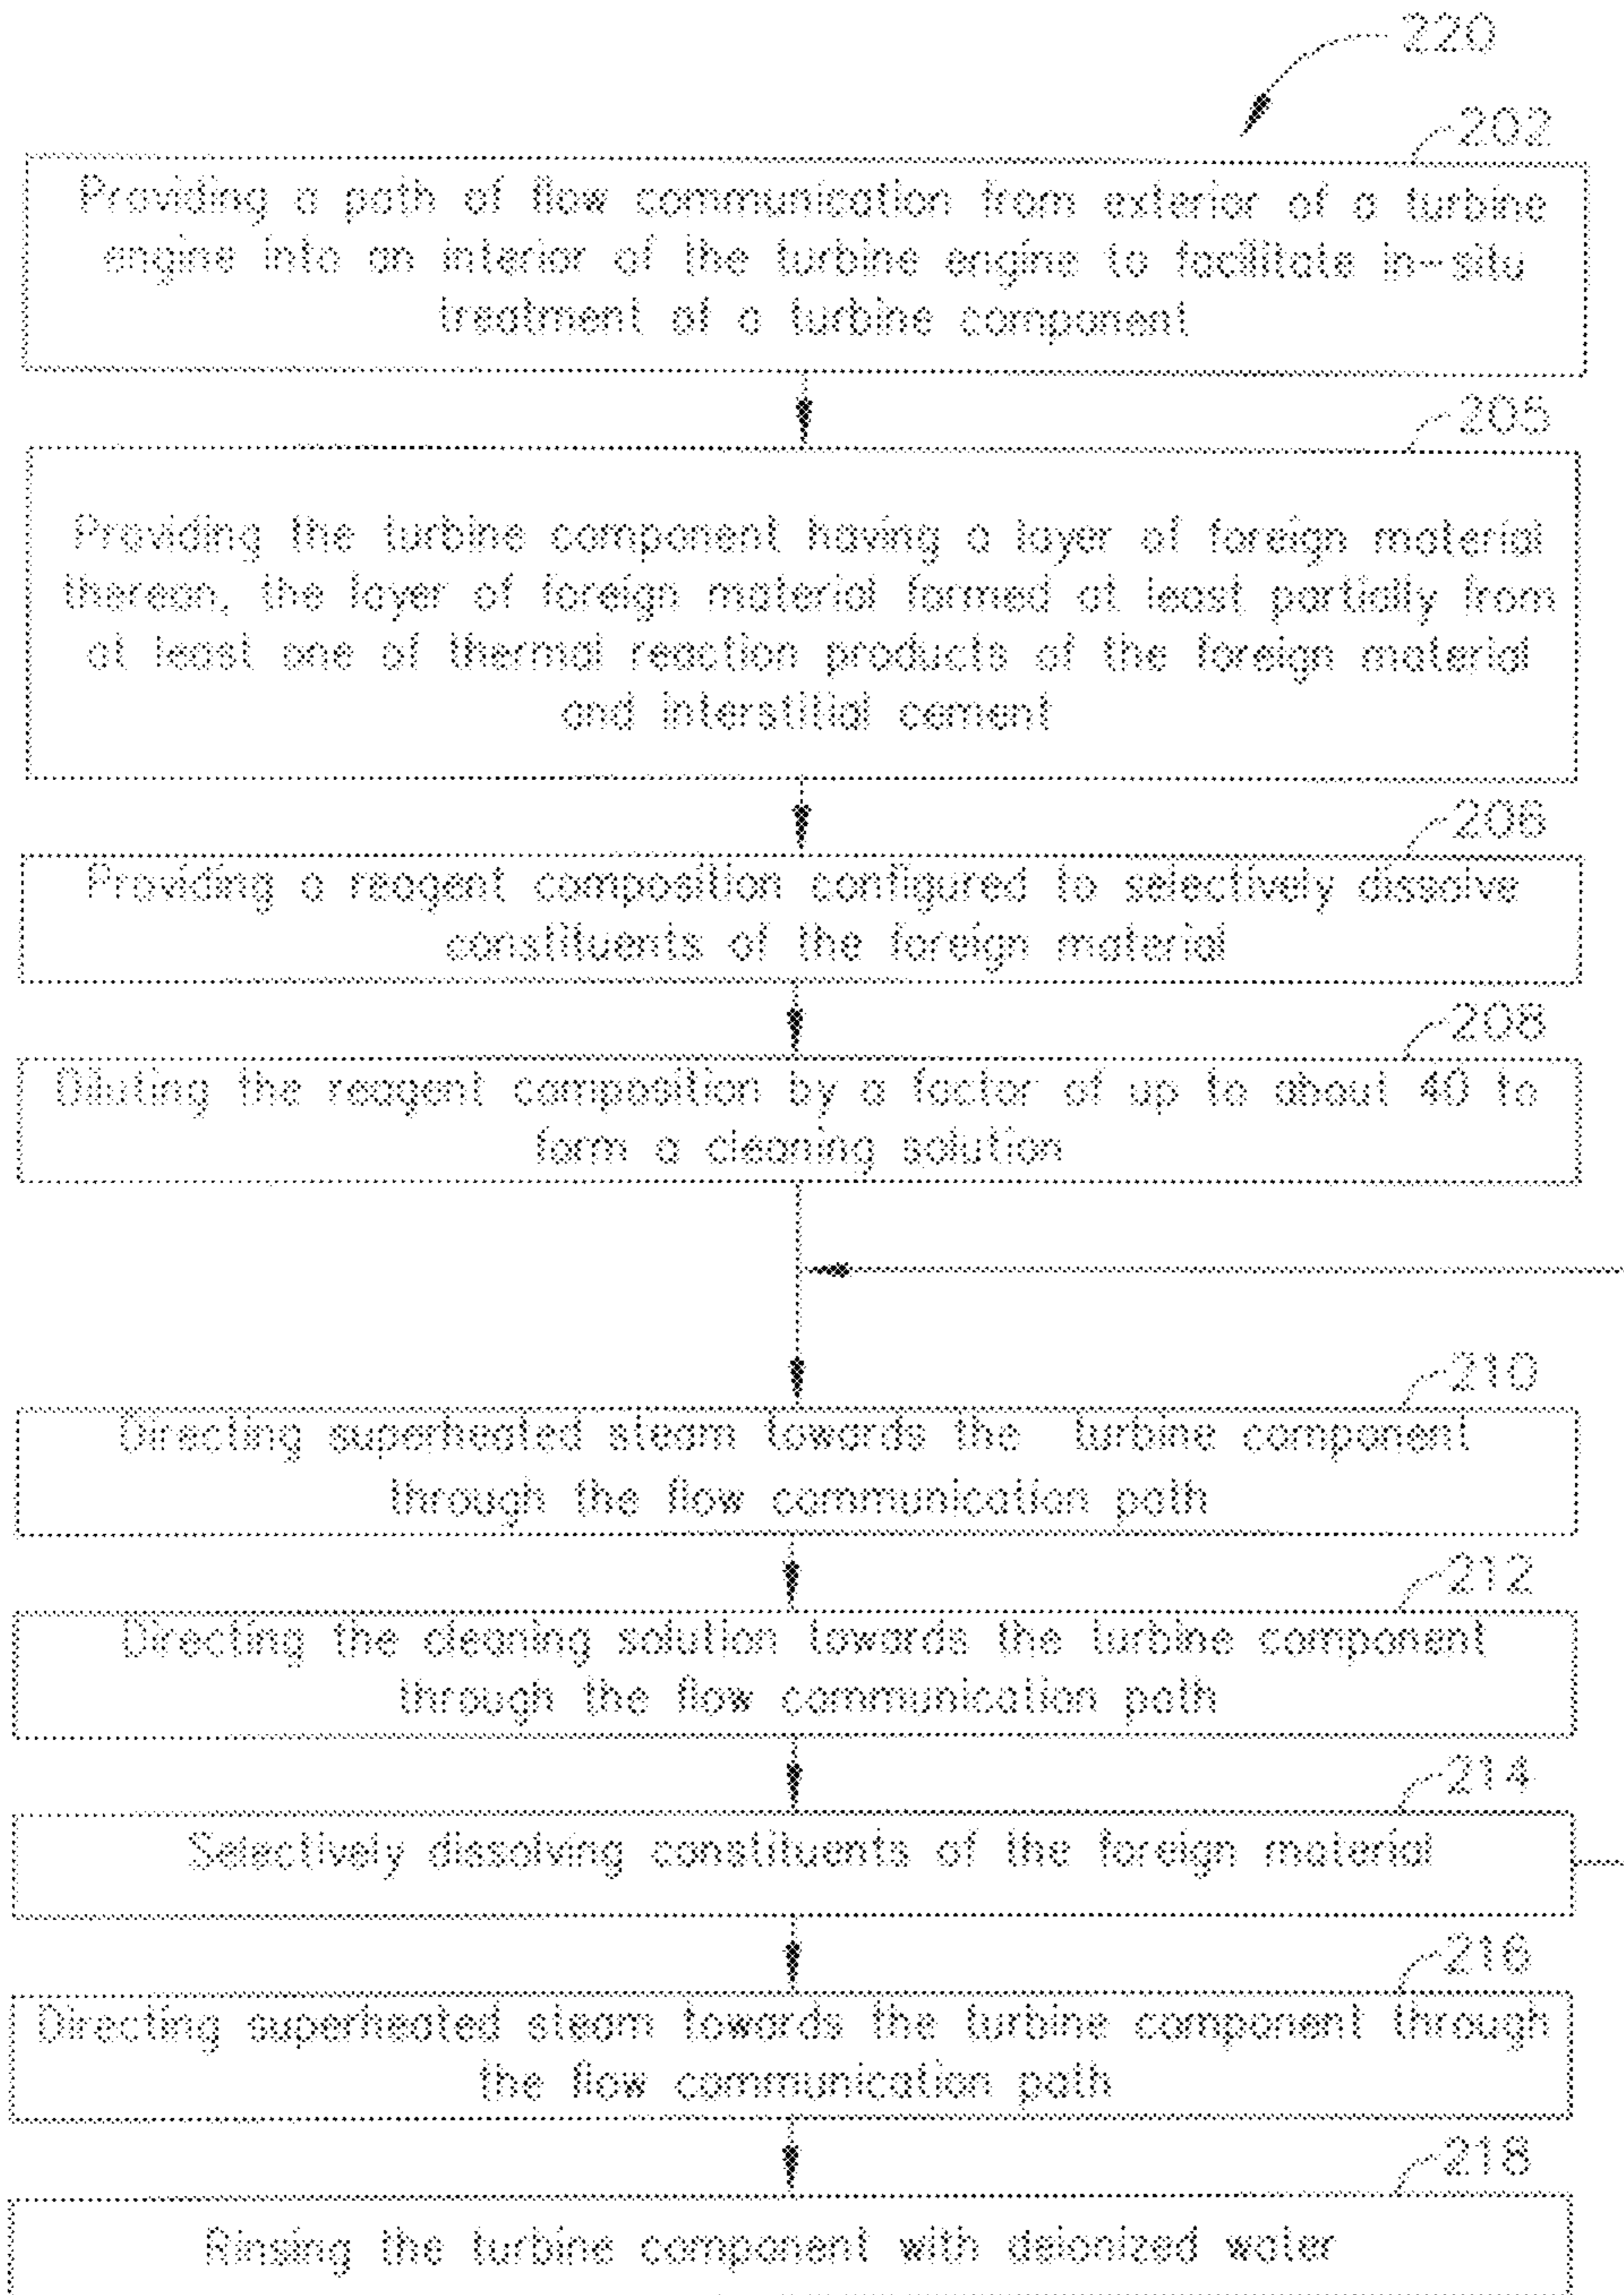 220
202
Providing a path of flow communication from exterior of a turbine
engine into an interior of the turbine engine to facilitate in-situ
treatment of a turbine component
205
Providing the turbine component having a layer of foreign material
thereon, the layer of foreign material formed at least partially from
at least one of thermal reaction products of the foreign material
and interstitial cement
206
Providing a reagent composition configured to selectively dissolve
constituents of the foreign material
208
Diluting the reagent composition by a factor of up to about 40 to
form a cleaning solution
210
Directing superheated steam towards the turbine component
through the flow communication path
212
Directing the cleaning solution towards the turbine component
through the flow communication path
214
Selectively dissolving constituents of the foreign material
216
Directing superheated steam towards the turbine component through
the flow communication path
218
Rinsing the turbine component with deionized water